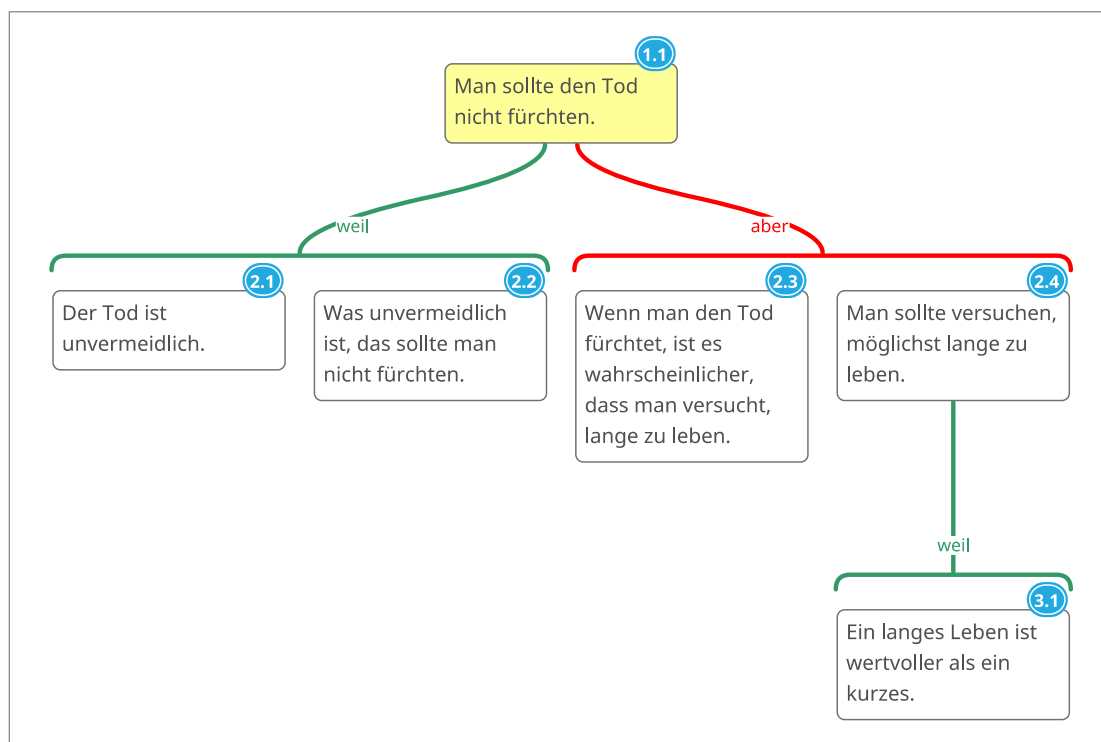 1.1
Man sollte den Tod
nicht fürchten.
weil
aber
2.1
Der Tod ist
unvermeidlich.
2.2
Was unvermeidlich
ist, das sollte man
nicht fürchten.
2.3
Wenn man den Tod
fürchtet, ist es
wahrscheinlicher,
dass man versucht,
lange zu leben.
2.4
Man sollte versuchen,
möglichst lange zu
leben.
weil
3.1
Ein langes Leben ist
wertvoller als ein
kurzes.